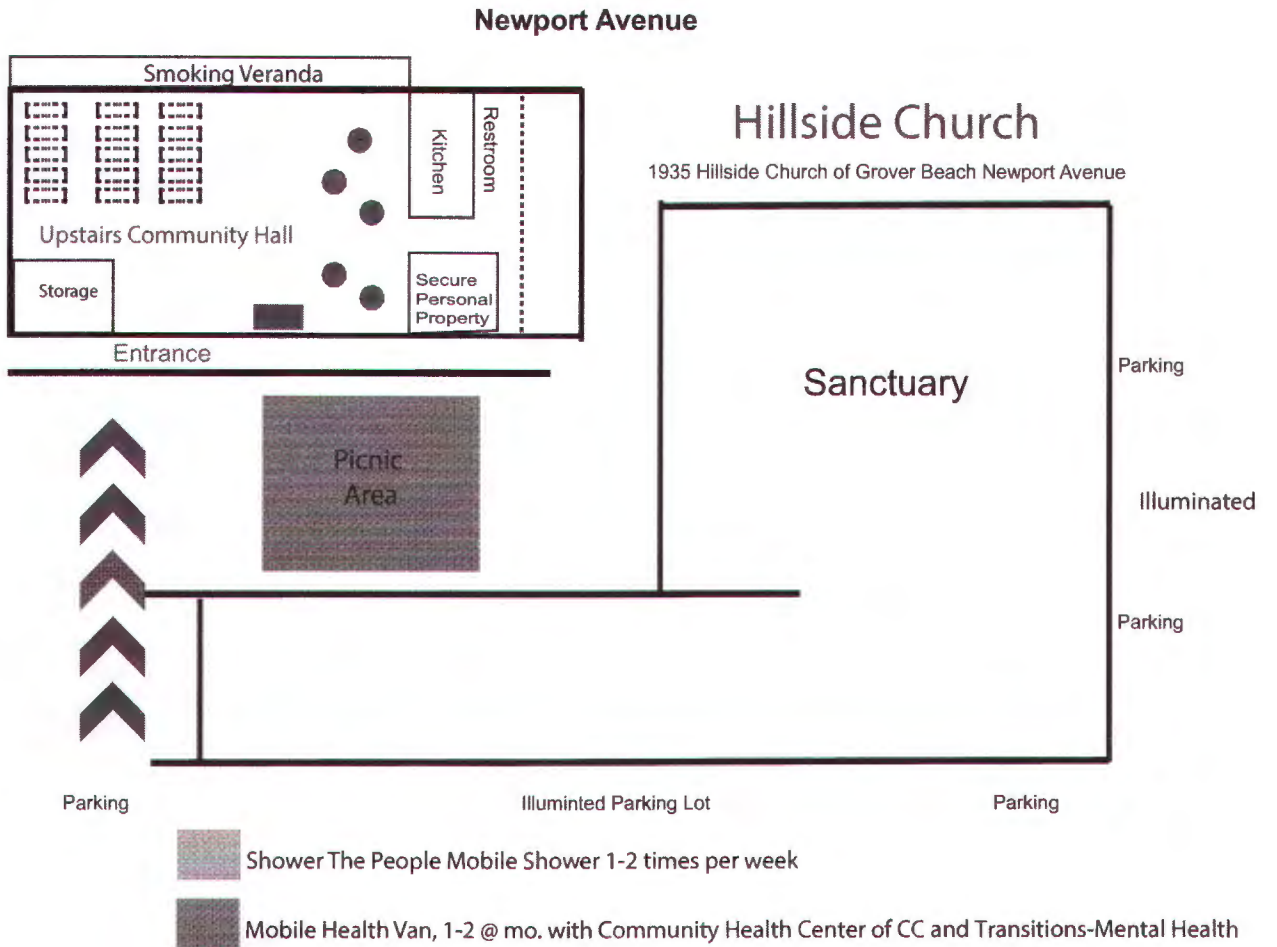 Newport Avenue
Smoking Veranda
Kitchen
Restroom
Hillside Church
1935 Hillside Church of Grover Beach Newport Avenue
Upstairs Community Hall
Storage
Secure
Personal
Property
Entrance
Sanctuary
Parking
Picnic
Area
Illuminated
Parking
Parking
Illuminted Parking Lot
Parking
Shower The People Mobile Shower 1-2 times per week
Mobile Health Van, 1-2 @ mo. with Community Health Center of CC and Transitions-Mental Health